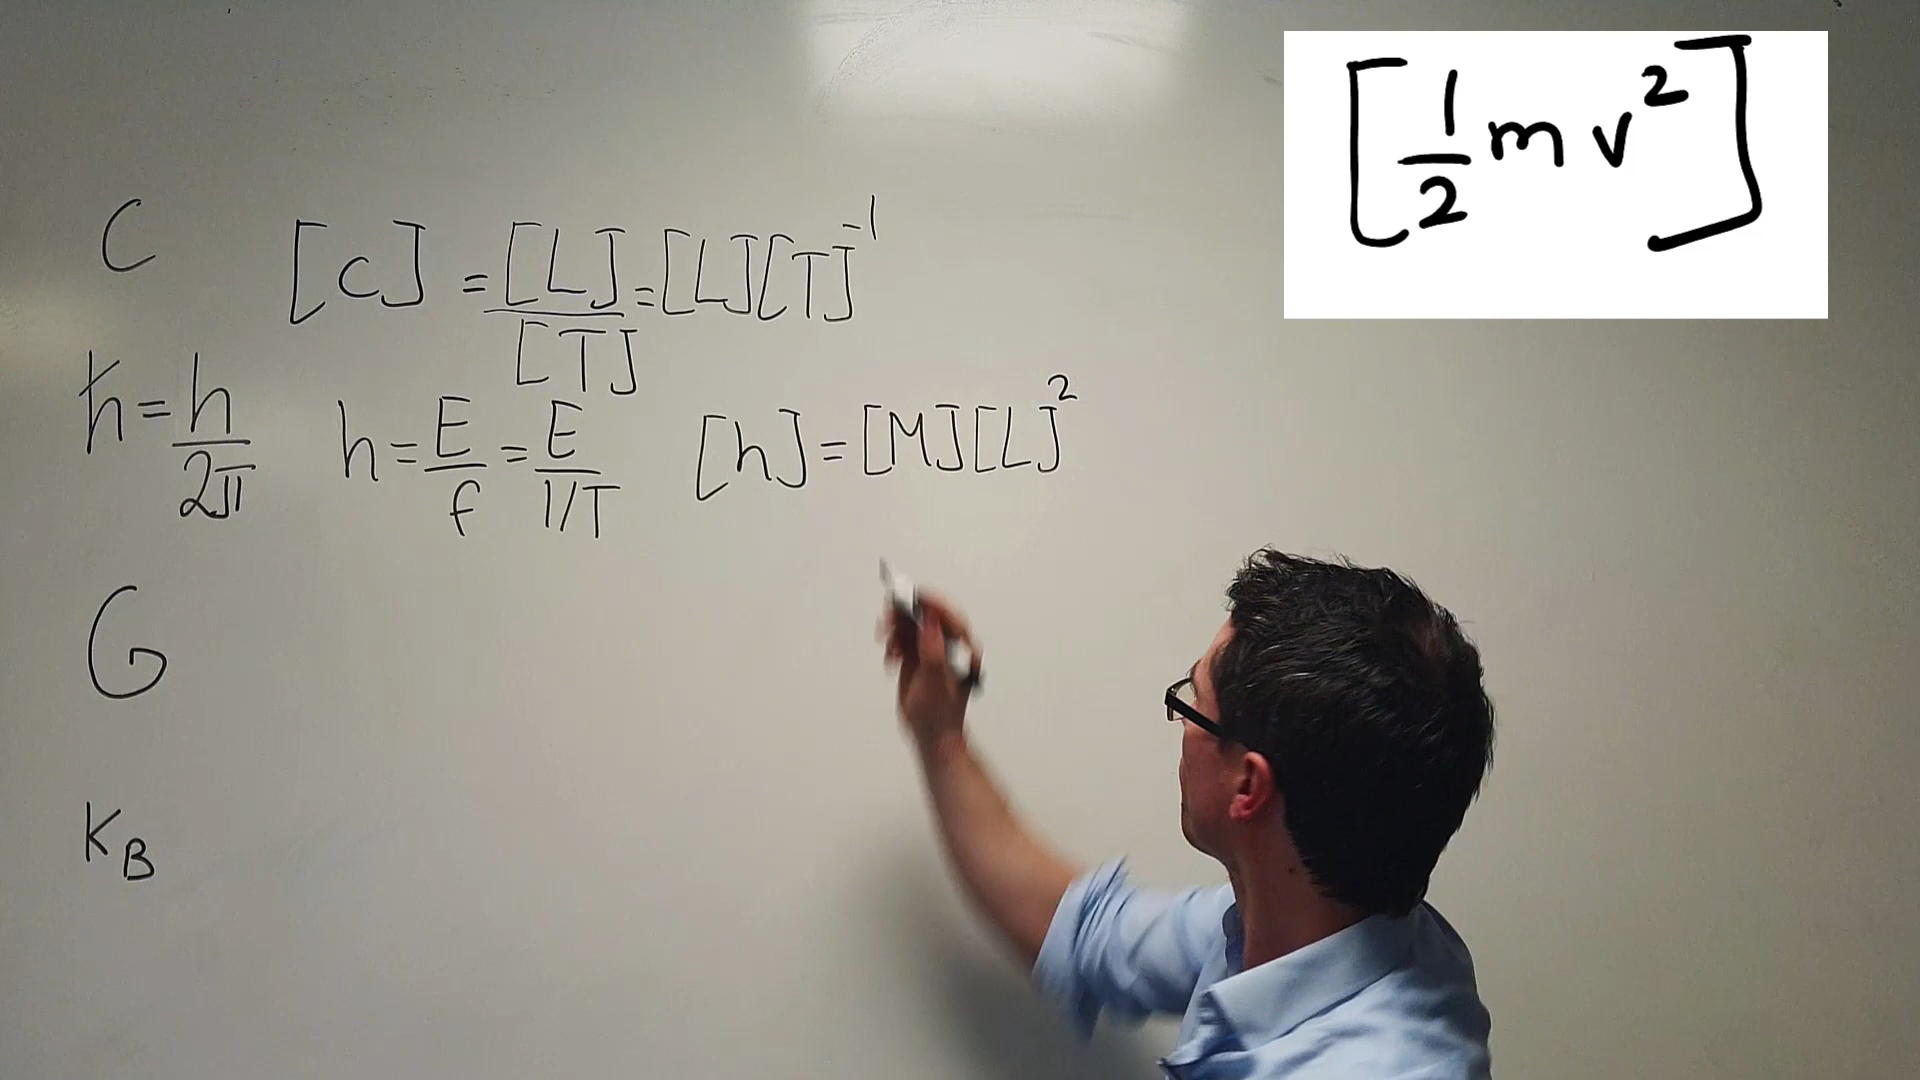 [½ m v²]
C [c] = [L]/[T] = [L][T]⁻¹
ħ = h/2π h = E/f = E/1/T [h] = [M][L]²
G
K_B